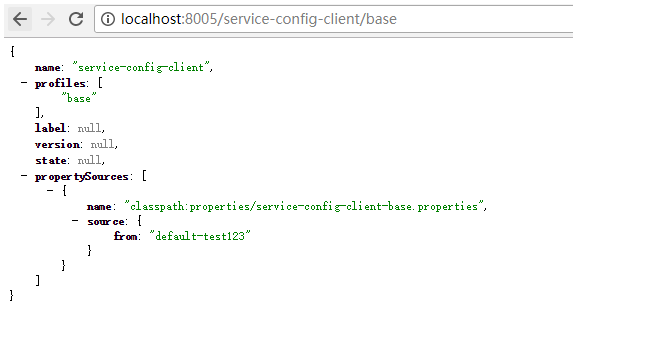 localhost:8005/service-config-client/base
{
name: "service-config-client",
- profiles: [
"base"
],
label: null,
version: null,
state: null,
- propertySources: [
- {
name: "classpath:properties/service-config-client-base.properties",
- source: {
from: "default-test123"
}
}
]
}